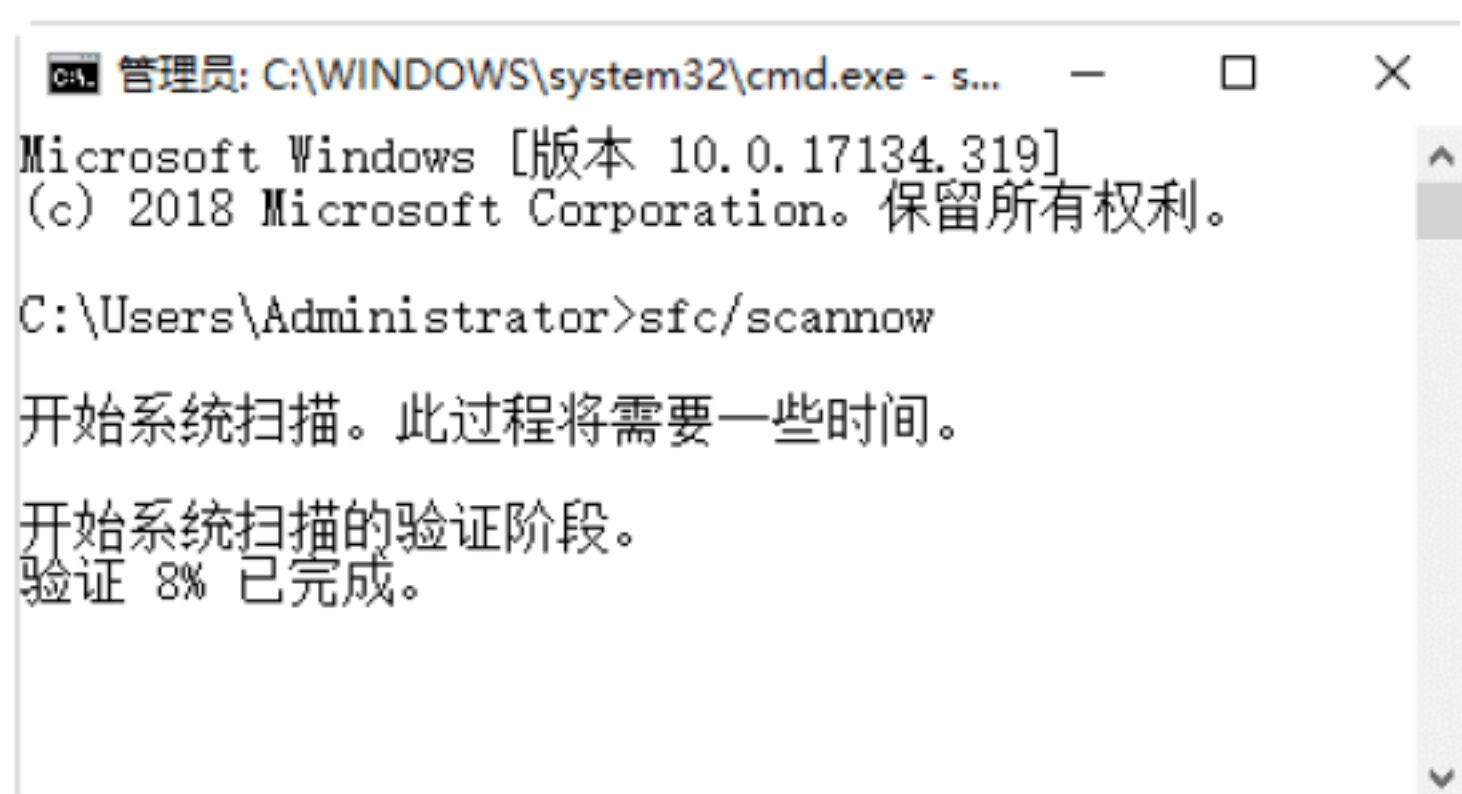 管理员: C:\WINDOWS\system32\cmd.exe - s...
Microsoft Windows [版本 10.0.17134.319]
(c) 2018 Microsoft Corporation。保留所有权利。
C:\Users\Administrator>sfc/scannow
开始系统扫描。此过程将需要一些时间。
开始系统扫描的验证阶段。
验证 8% 已完成。